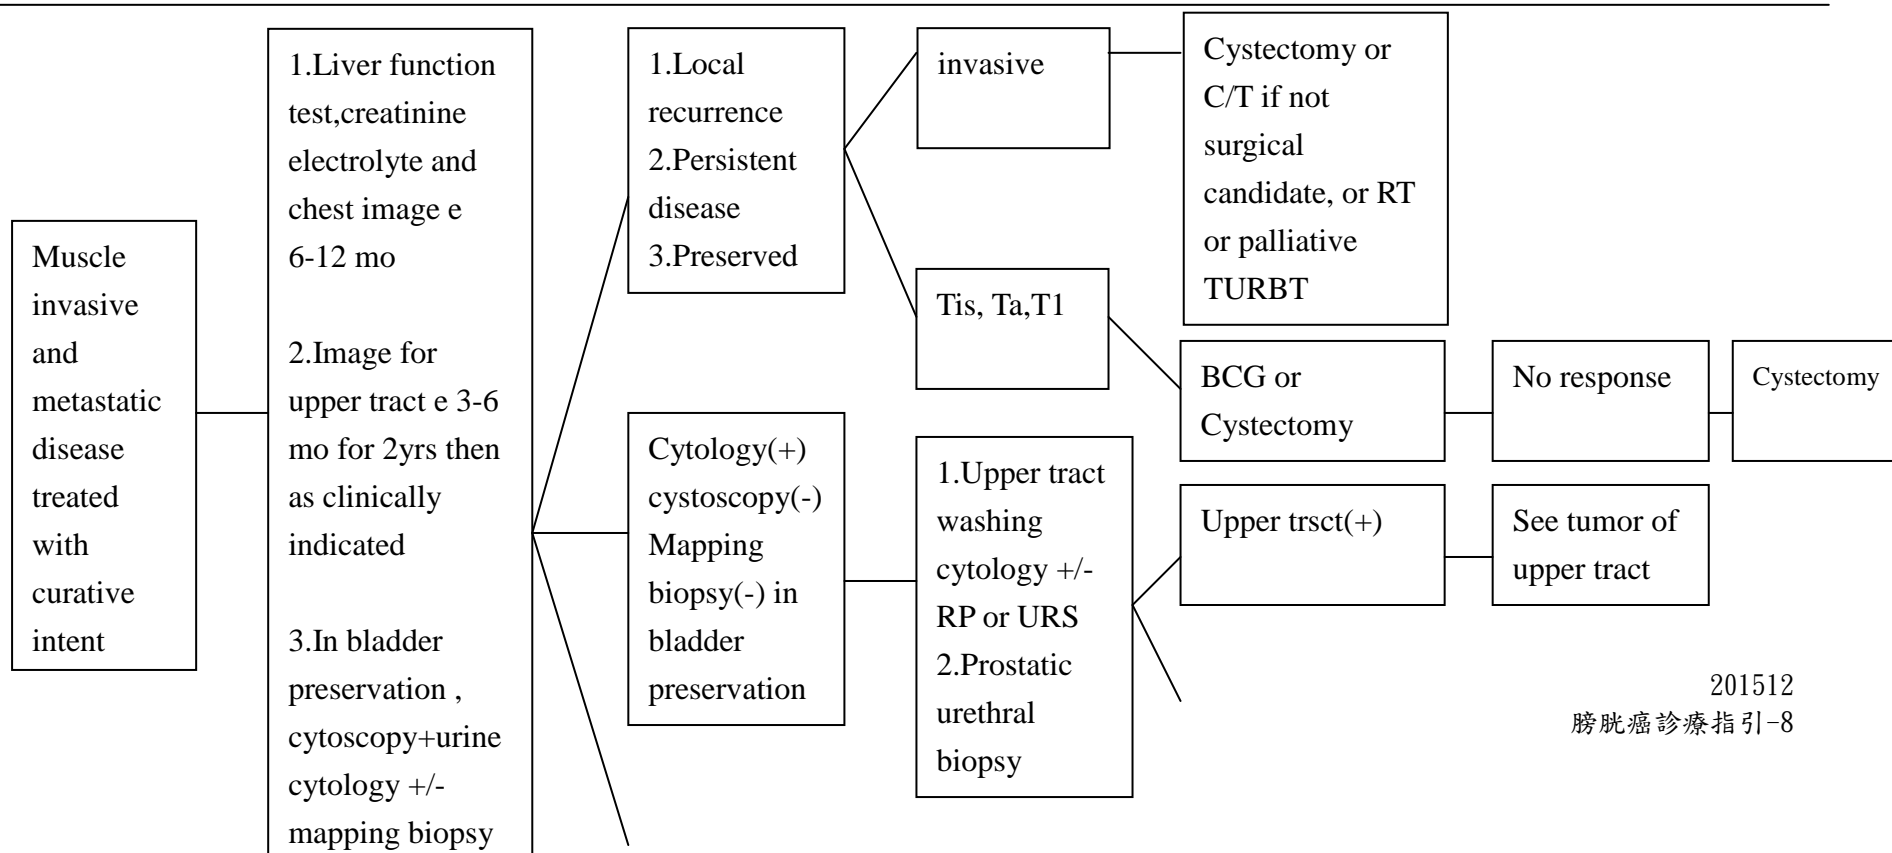 Muscle
invasive
and
metastatic
disease
treated
with
curative
intent
1.Liver function
test,creatinine
electrolyte and
chest image e
6-12 mo
2.Image for
upper tract e 3-6
mo for 2yrs then
as clinically
indicated
3.In bladder
preservation ,
cytoscopy+urine
cytology +/-
mapping biopsy
1.Local
recurrence
2.Persistent
disease
3.Preserved
Cytology(+)
cystoscopy(-)
Mapping
biopsy(-) in
bladder
preservation
invasive
Tis, Ta,T1
1.Upper tract
washing
cytology +/-
RP or URS
2.Prostatic
urethral
biopsy
Cystectomy or
C/T if not
surgical
candidate, or RT
or palliative
TURBT
BCG or
Cystectomy
No response
Cystectomy
Upper trsct(+)
See tumor of
upper tract
201512
膀胱癌診療指引-8